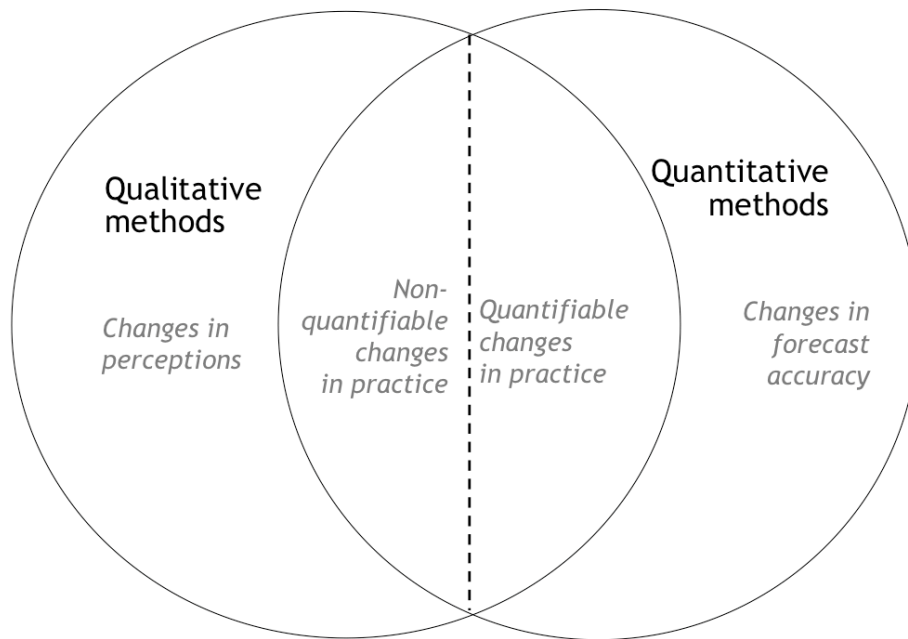 Qualitative
methods
Quantitative
methods
Changes in
perceptions
Non-
quantifiable
changes
in practice
Quantifiable
changes
in practice
Changes in
forecast
accuracy